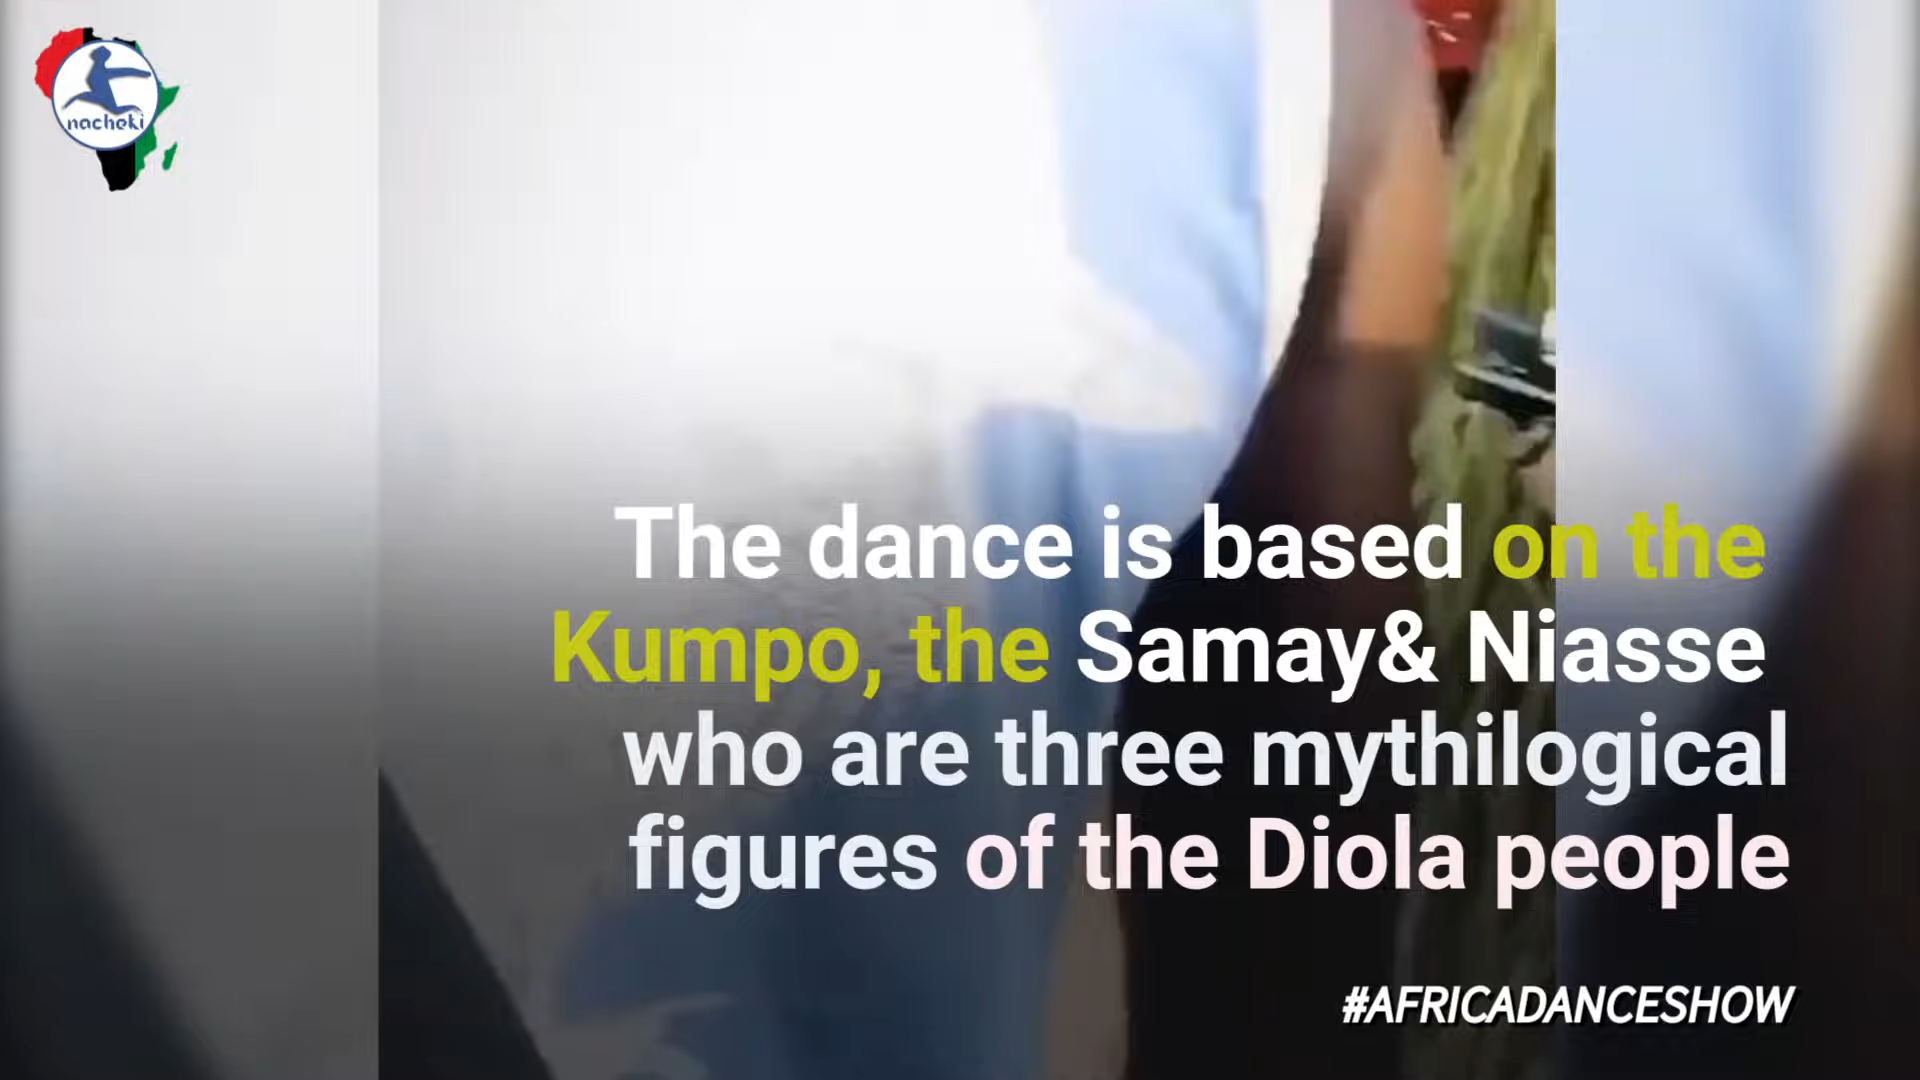 nacheki
The dance is based on the
Kumpo, the Samay& Niasse
who are three mythilogical
figures of the Diola people
#AFRICADANCESHOW